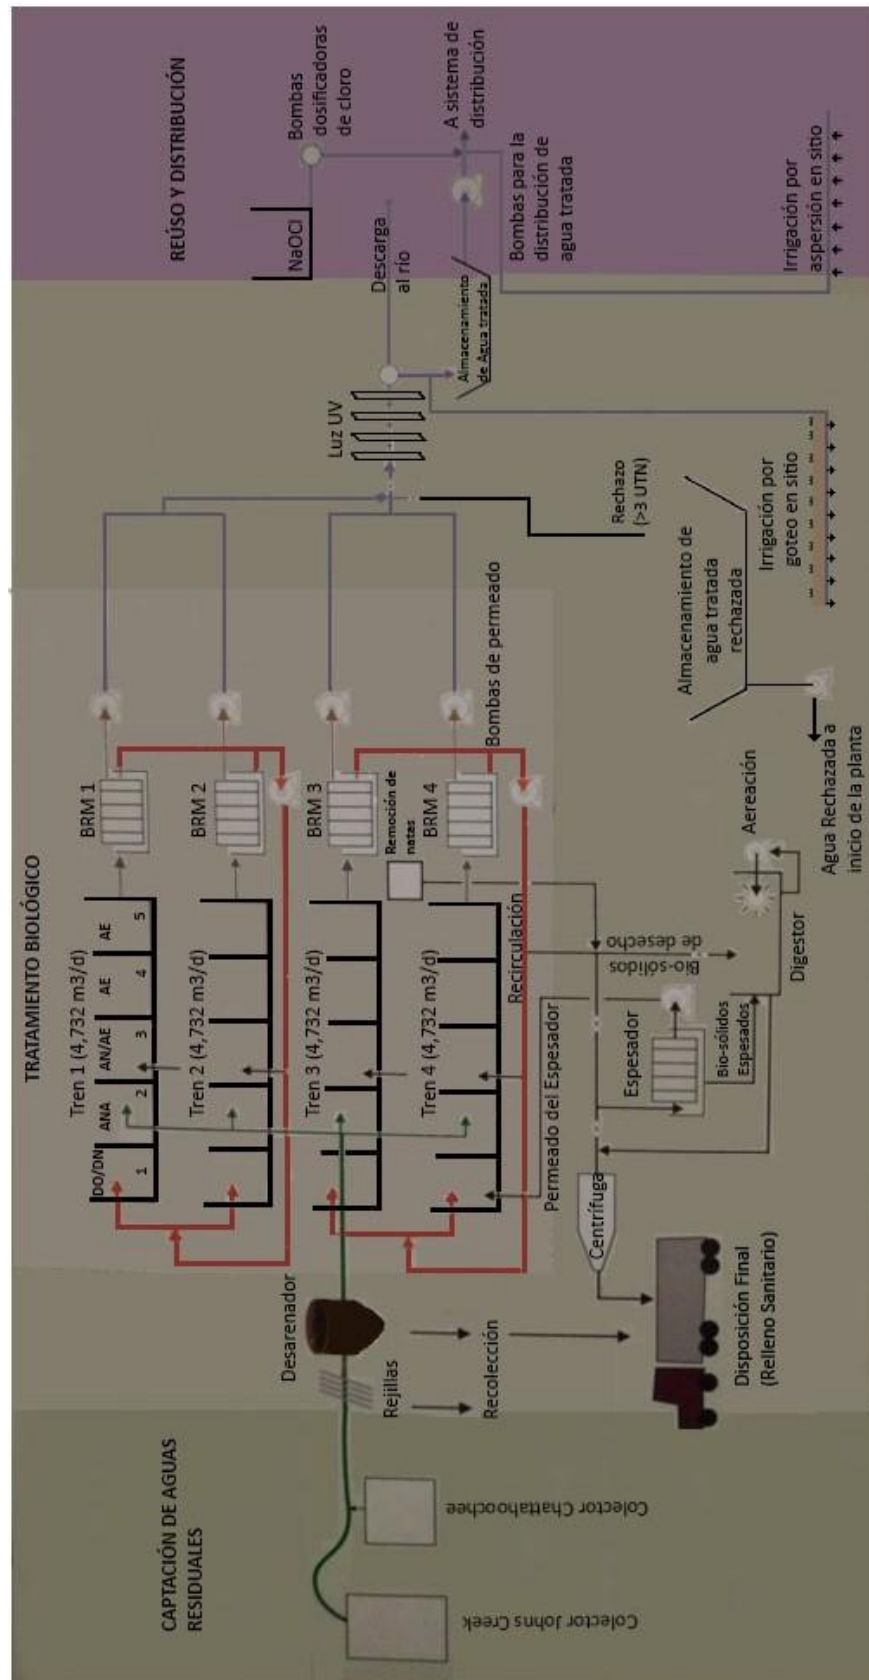 CAPTACIÓN DE AGUAS
RESIDUALES
Colector Johns Creek
Colector Chattahoochee
Rejillas
Recolección
Desarenador
Disposición Final
(Relleno Sanitario)
TRATAMIENTO BIOLÓGICO
Tren 1 (4,732 m3/d)
DO/DN
ANA
AN/AE
AE
AE
1
2
3
4
5
BRM 1
Tren 2 (4,732 m3/d)
BRM 2
Tren 3 (4,732 m3/d)
BRM 3
Remoción de
natas
Tren 4 (4,732 m3/d)
BRM 4
Bombas de permeado
Recirculación
Permeado del Espesador
Centrífuga
Bio-sólidos
de desecho
Espesador
Bio-sólidos
Espesados
Digestor
Aereación
Agua Rechazada a
inicio de la planta
Almacenamiento de
agua tratada
rechazada
Rechazo
(>3 UTN)
Irrigación por
goteo en sitio
Luz UV
Descarga
al río
Almacenamiento
de Agua tratada
REÚSO Y DISTRIBUCIÓN
NaOCl
Bombas
dosificadoras
de cloro
A sistema de
distribución
Bombas para la
distribución de
agua tratada
Irrigación por
aspersión en sitio